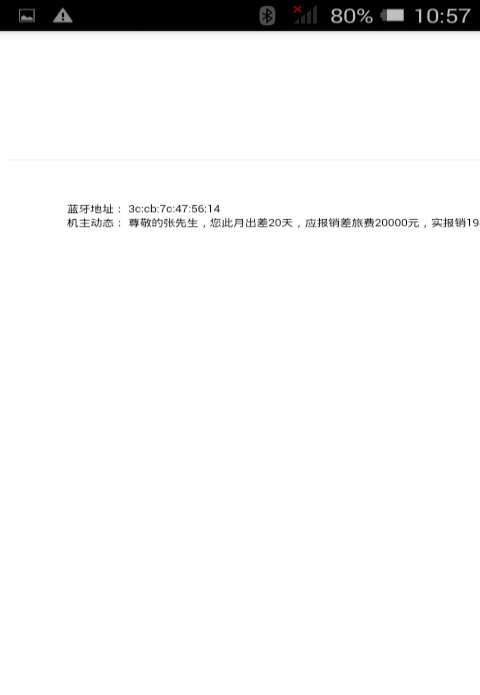 80% 10:57
蓝牙地址： 3c:cb:7c:47:56:14
机主动态： 尊敬的张先生，您此月出差20天，应报销差旅费20000元，实报销19